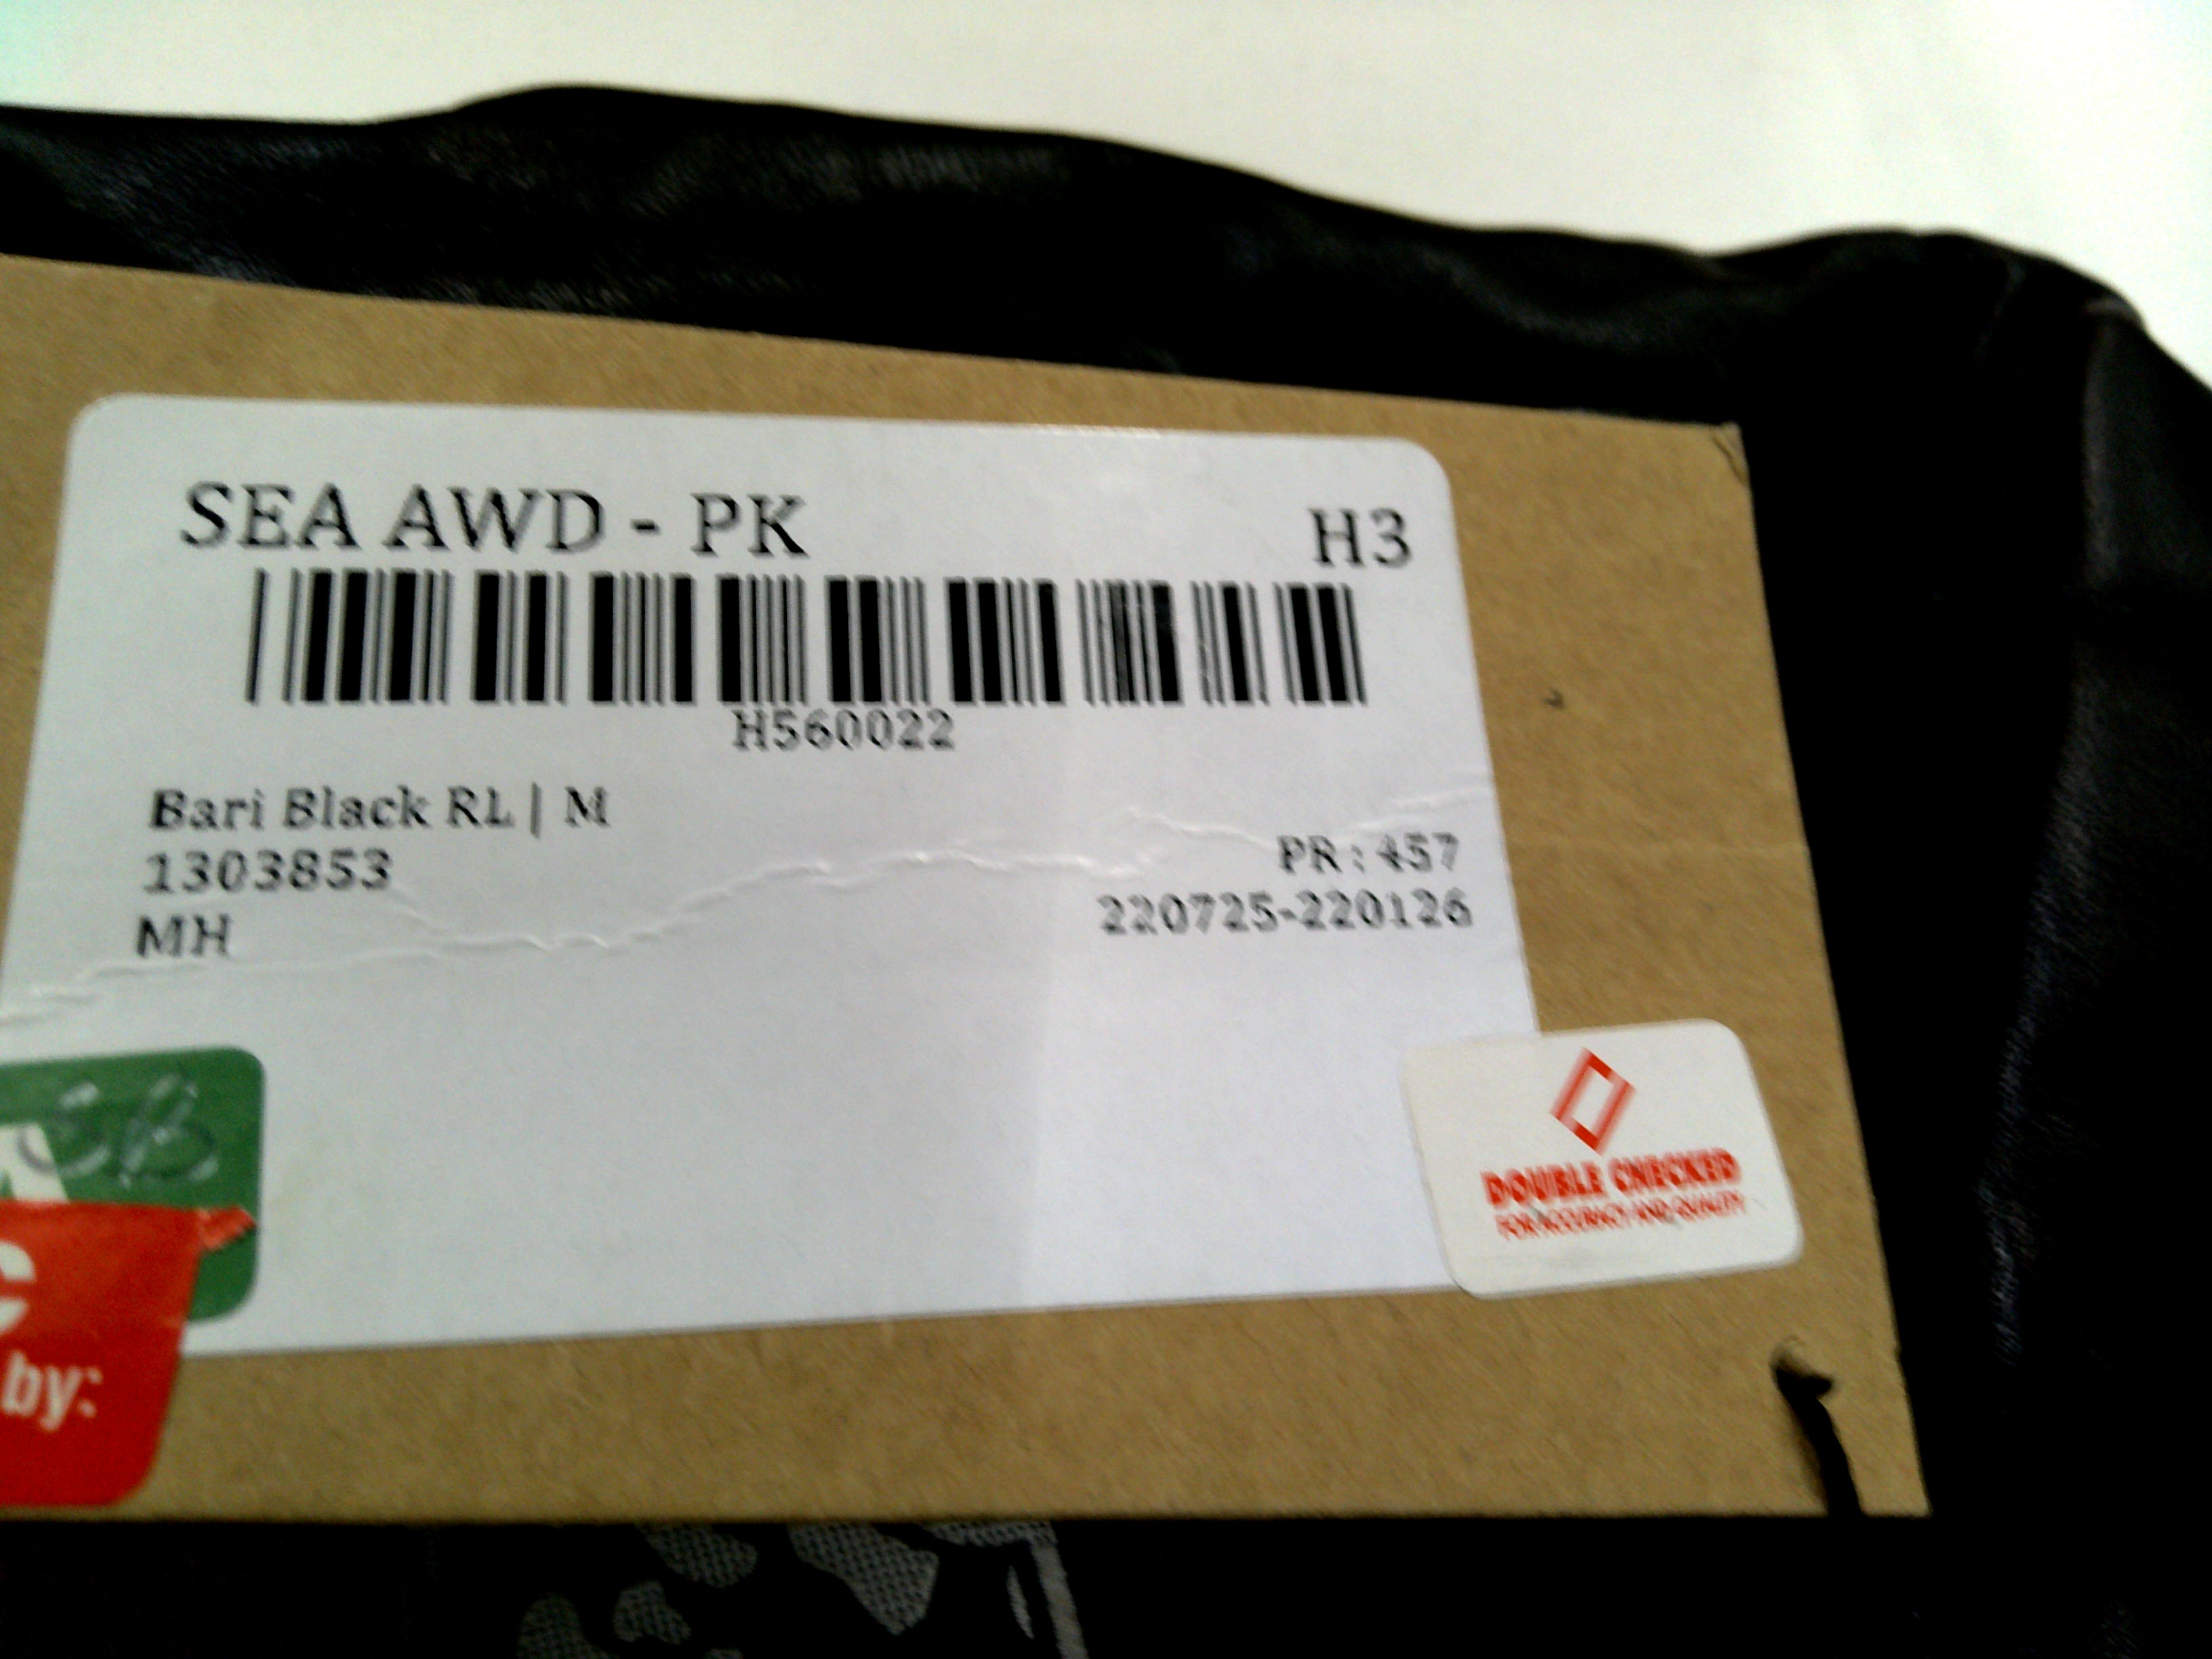 SEA AWD - PK
H3
H560022
Bari Black RL | M
1303853
MH
PR : 457
220725-220126
SB
DOUBLE CHECKED
FOR ACCURACY AND QUALITY
by: